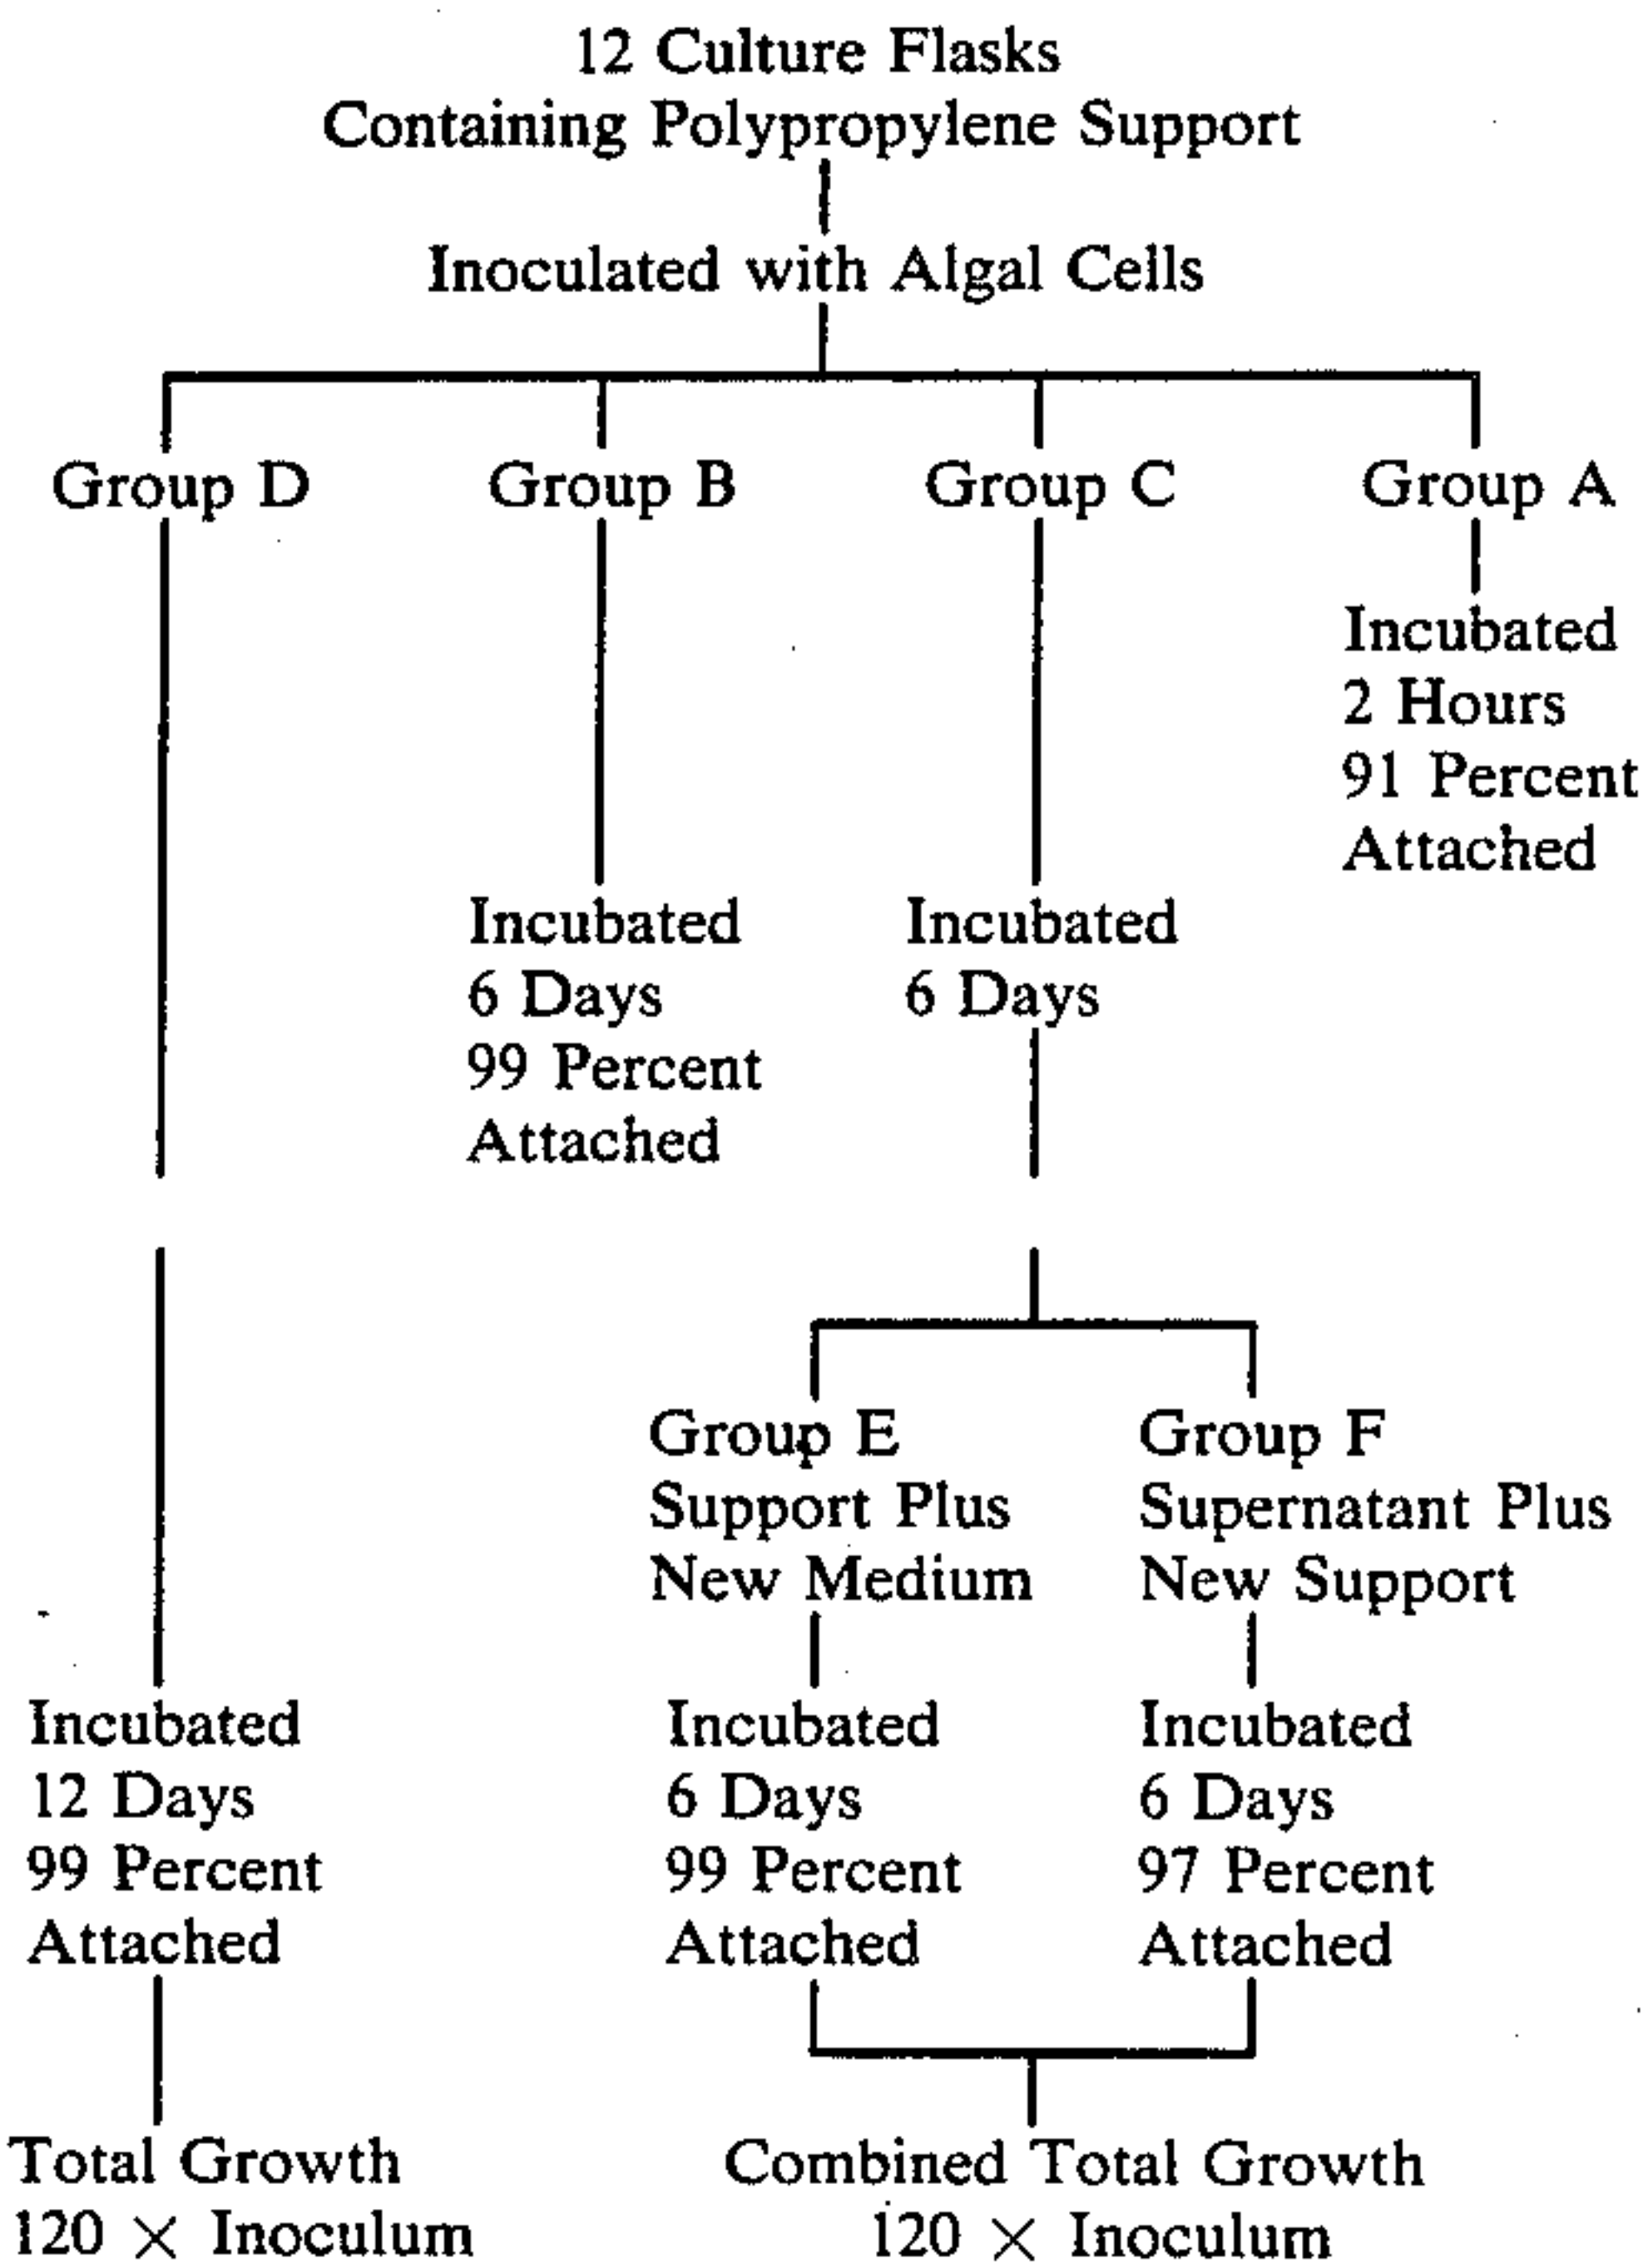 12 Culture Flasks
Containing Polypropylene Support
Inoculated with Algal Cells
Group D
Group B
Group C
Group A
Incubated
2 Hours
91 Percent
Attached
Incubated
6 Days
99 Percent
Attached
Incubated
6 Days
Group E
Support Plus
New Medium
Group F
Supernatant Plus
New Support
Incubated
12 Days
99 Percent
Attached
Incubated
6 Days
99 Percent
Attached
Incubated
6 Days
97 Percent
Attached
Total Growth
120 × Inoculum
Combined Total Growth
120 × Inoculum